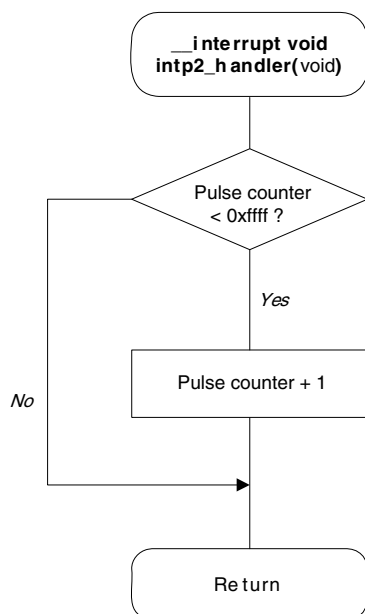 __interrupt void
intp2_handler(void)
Pulse counter
< 0xffff ?
Yes
Pulse counter + 1
No
Return